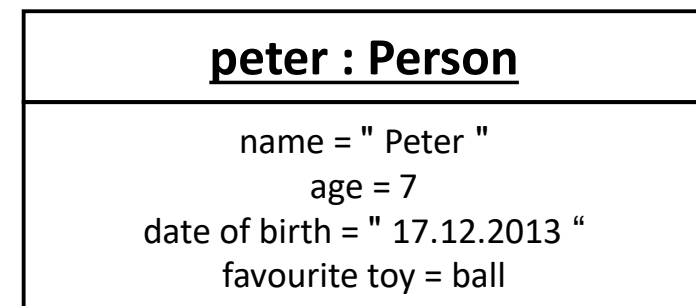 peter : Person
name = " Peter "
age = 7
date of birth = " 17.12.2013 “
favourite toy = ball